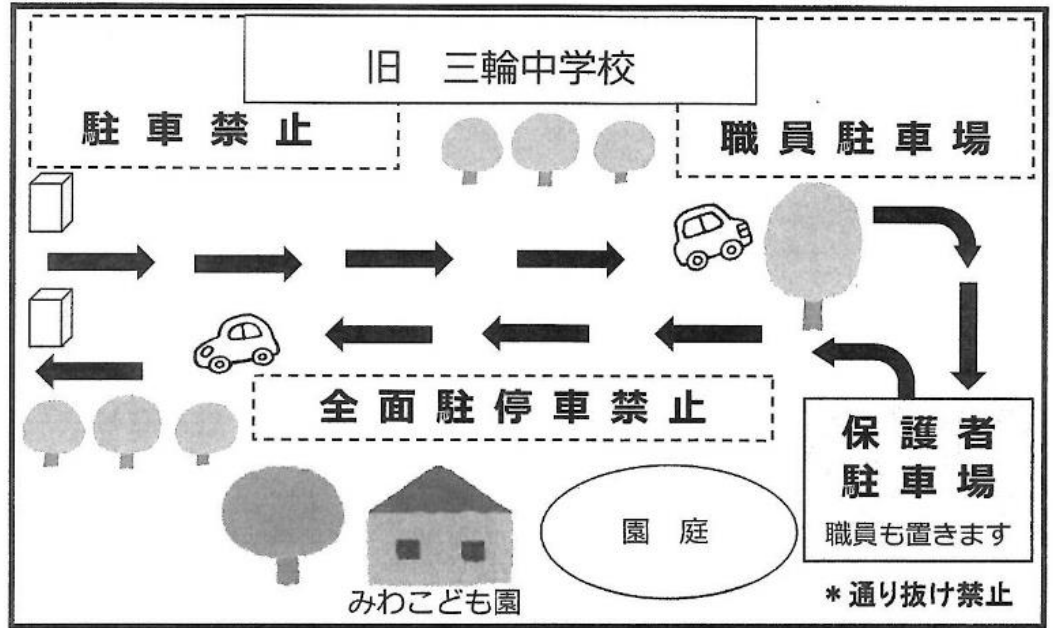 旧　三輪中学校
駐車禁止
職員駐車場
全面駐停車禁止
保護者
駐車場
職員も置きます
園　庭
みわこども園
＊通り抜け禁止